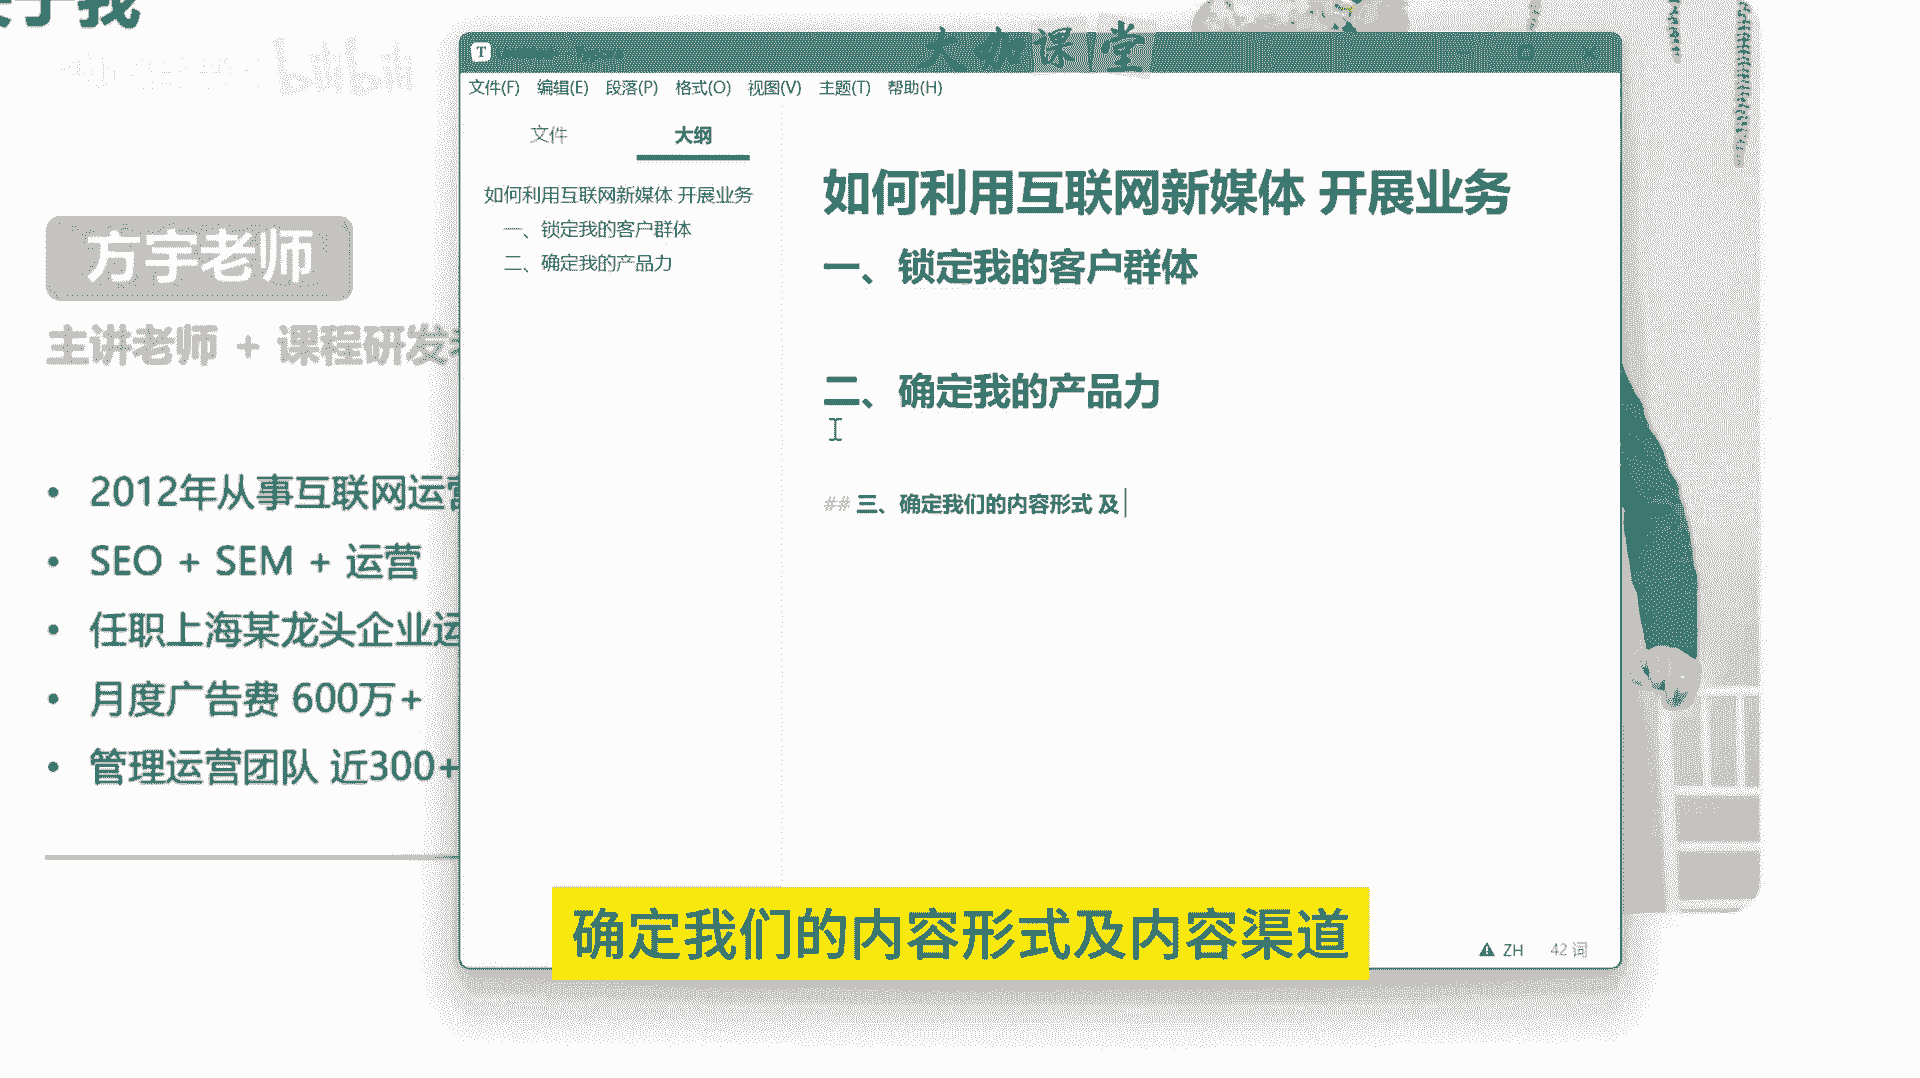 于我
bilibili
大咖课堂
方宇老师
主讲老师 + 课程研发
• 2012年从事互联网运营
• SEO + SEM + 运营
• 任职上海某龙头企业运
• 月度广告费 600万+
• 管理运营团队 近300+
T
文件(F) 编辑(E) 段落(P) 格式(O) 视图(V) 主题(T) 帮助(H)
文件 大纲
如何利用互联网新媒体 开展业务
一、锁定我的客户群体
二、确定我的产品力
如何利用互联网新媒体 开展业务
一、锁定我的客户群体
二、确定我的产品力
## 三、确定我们的内容形式 及
确定我们的内容形式及内容渠道
ZH 42 词